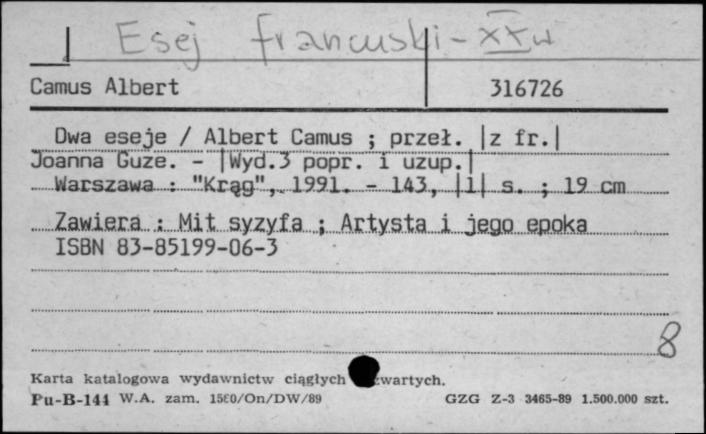 Esej francuski - XX w
Camus Albert 316726
Dwa eseje / Albert Camus ; przeł. |z fr.|
Joanna Guze. - |Wyd.3 popr. i uzup.|
Warszawa : "Krąg", 1991. - 143, |1| s. ; 19 cm
Zawiera : Mit syzyfa ; Artysta i jego epoka
ISBN 83-85199-06-3
8
Karta katalogowa wydawnictw ciągłych zwartych.
Pu-B-144 W.A. zam. 1560/On/DW/89 GZG Z-3 3465-89 1.500.000 szt.